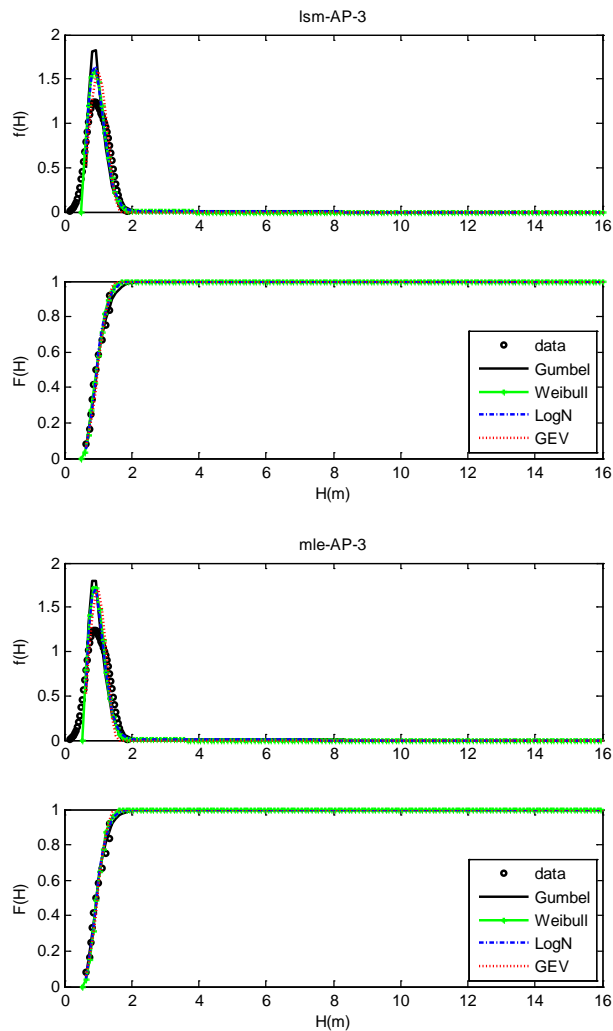 lsm-AP-3
2
1.5
1
0.5
0
f(H)
0 2 4 6 8 10 12 14 16
1
0.8
0.6
0.4
0.2
0
F(H)
data
Gumbel
Weibull
LogN
GEV
0 2 4 6 8 10 12 14 16
H(m)
mle-AP-3
2
1.5
1
0.5
0
f(H)
0 2 4 6 8 10 12 14 16
1
0.8
0.6
0.4
0.2
0
F(H)
data
Gumbel
Weibull
LogN
GEV
0 2 4 6 8 10 12 14 16
H(m)